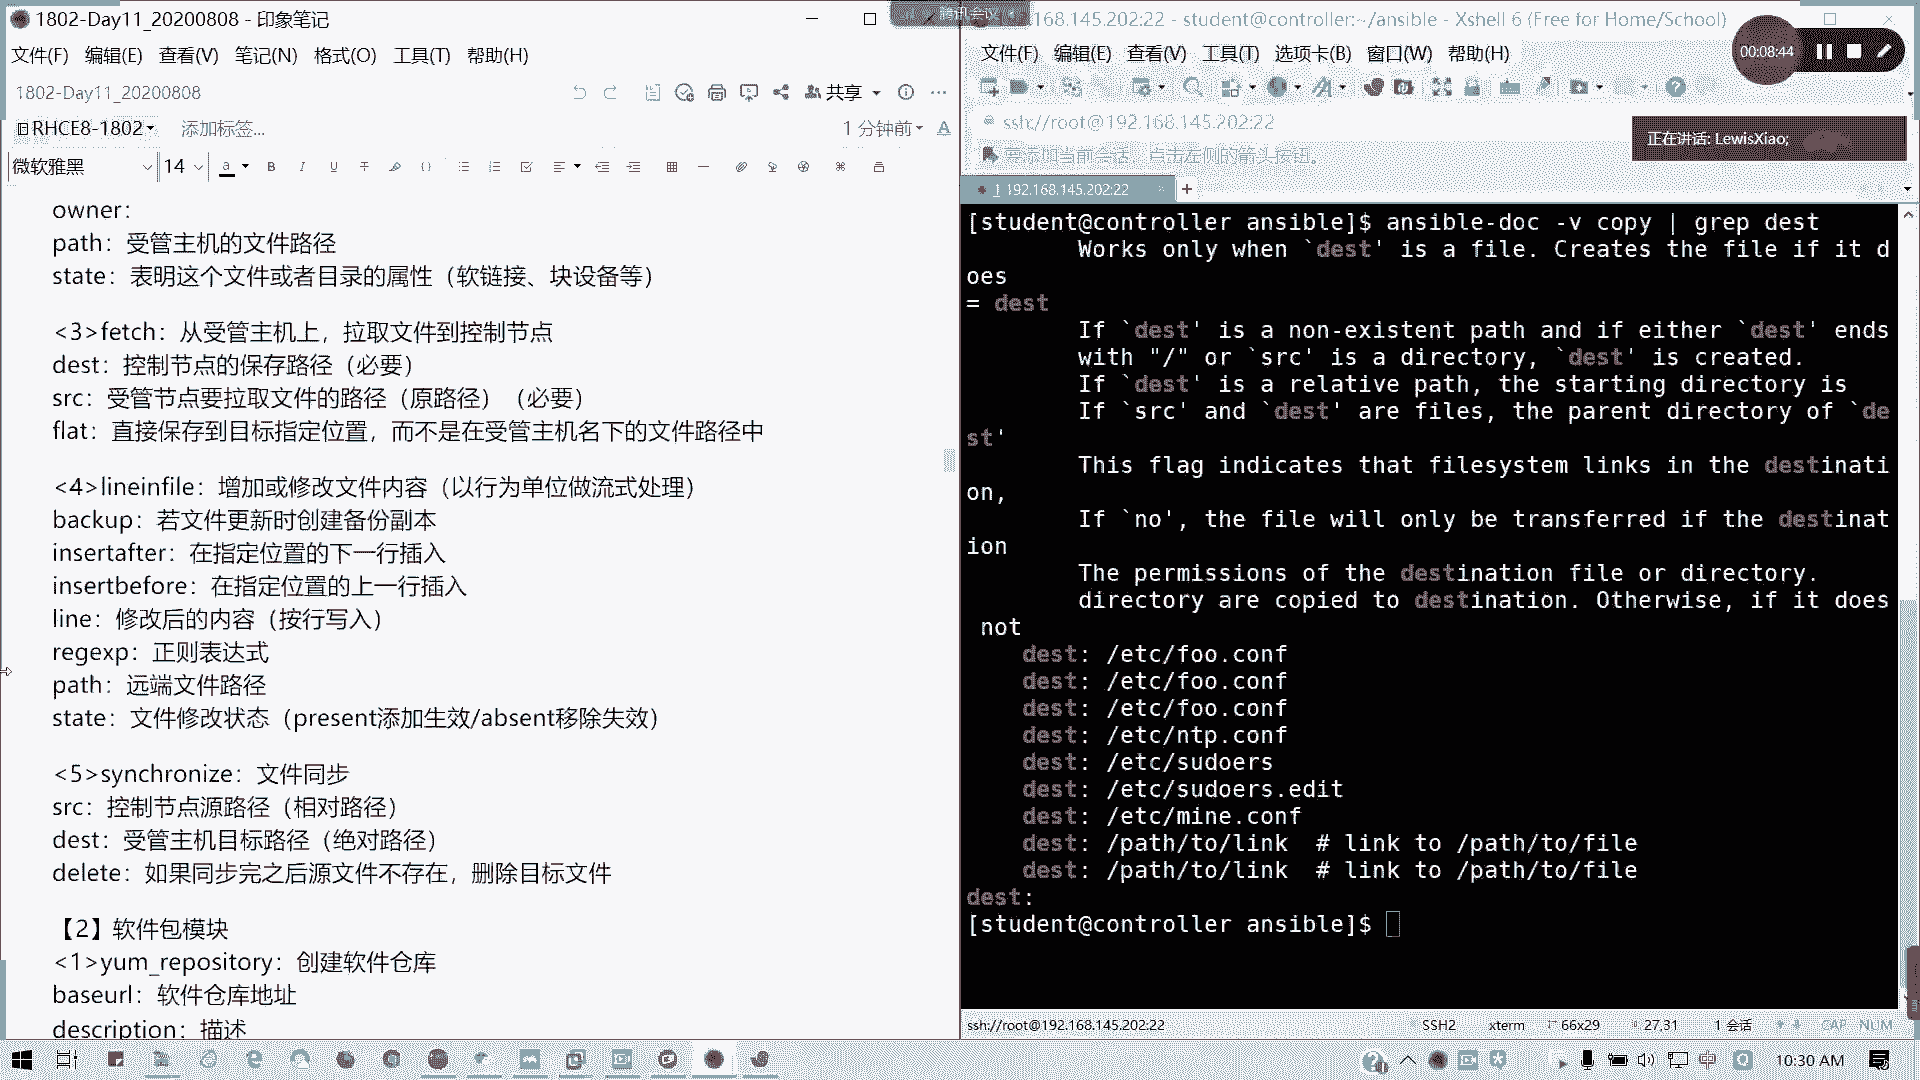 1802-Day11_20200808 - 印象笔记
文件(F) 编辑(E) 查看(V) 笔记(N) 格式(O) 工具(T) 帮助(H)
1802-Day11_20200808
共享
RHCE8-1802
添加标签...
1 分钟前
微软雅黑 14
owner：
path：受管主机的文件路径
state：表明这个文件或者目录的属性（软链接、块设备等）
<3>fetch：从受管主机上，拉取文件到控制节点
dest：控制节点的保存路径（必要）
src：受管节点要拉取文件的路径（原路径）（必要）
flat：直接保存到目标指定位置，而不是在受管主机名下的文件路径中
<4>lineinfile：增加或修改文件内容（以行为单位做流式处理）
backup：若文件更新时创建备份副本
insertafter：在指定位置的下一行插入
insertbefore：在指定位置的上一行插入
line：修改后的内容（按行写入）
regexp：正则表达式
path：远端文件路径
state：文件修改状态（present添加生效/absent移除失效）
<5>synchronize：文件同步
src：控制节点源路径（相对路径）
dest：受管主机目标路径（绝对路径）
delete：如果同步完之后源文件不存在，删除目标文件
【2】软件包模块
<1>yum_repository：创建软件仓库
baseurl：软件仓库地址
description：描述
腾讯会议
168.145.202:22 - student@controller:~/ansible - Xshell 6 (Free for Home/School)
文件(F) 编辑(E) 查看(V) 工具(T) 选项卡(B) 窗口(W) 帮助(H)
00:08:44
ssh://root@192.168.145.202:22
正在讲话: LewisXiao;
要添加当前会话，点击左侧的箭头按钮。
1 192.168.145.202:22
[student@controller ansible]$ ansible-doc -v copy | grep dest
Works only when `dest' is a file. Creates the file if it d
oes
= dest
If `dest' is a non-existent path and if either `dest' ends
with "/" or `src' is a directory, `dest' is created.
If `dest' is a relative path, the starting directory is
If `src' and `dest' are files, the parent directory of `de
st'
This flag indicates that filesystem links in the destinati
on,
If `no', the file will only be transferred if the destinat
ion
The permissions of the destination file or directory.
directory are copied to destination. Otherwise, if it does
not
dest: /etc/foo.conf
dest: /etc/foo.conf
dest: /etc/foo.conf
dest: /etc/ntp.conf
dest: /etc/sudoers
dest: /etc/sudoers.edit
dest: /etc/mine.conf
dest: /path/to/link  # link to /path/to/file
dest: /path/to/link  # link to /path/to/file
dest:
[student@controller ansible]$
ssh://root@192.168.145.202:22 SSH2 xterm 66x29 27,31 1 会话 CAP NUM
10:30 AM